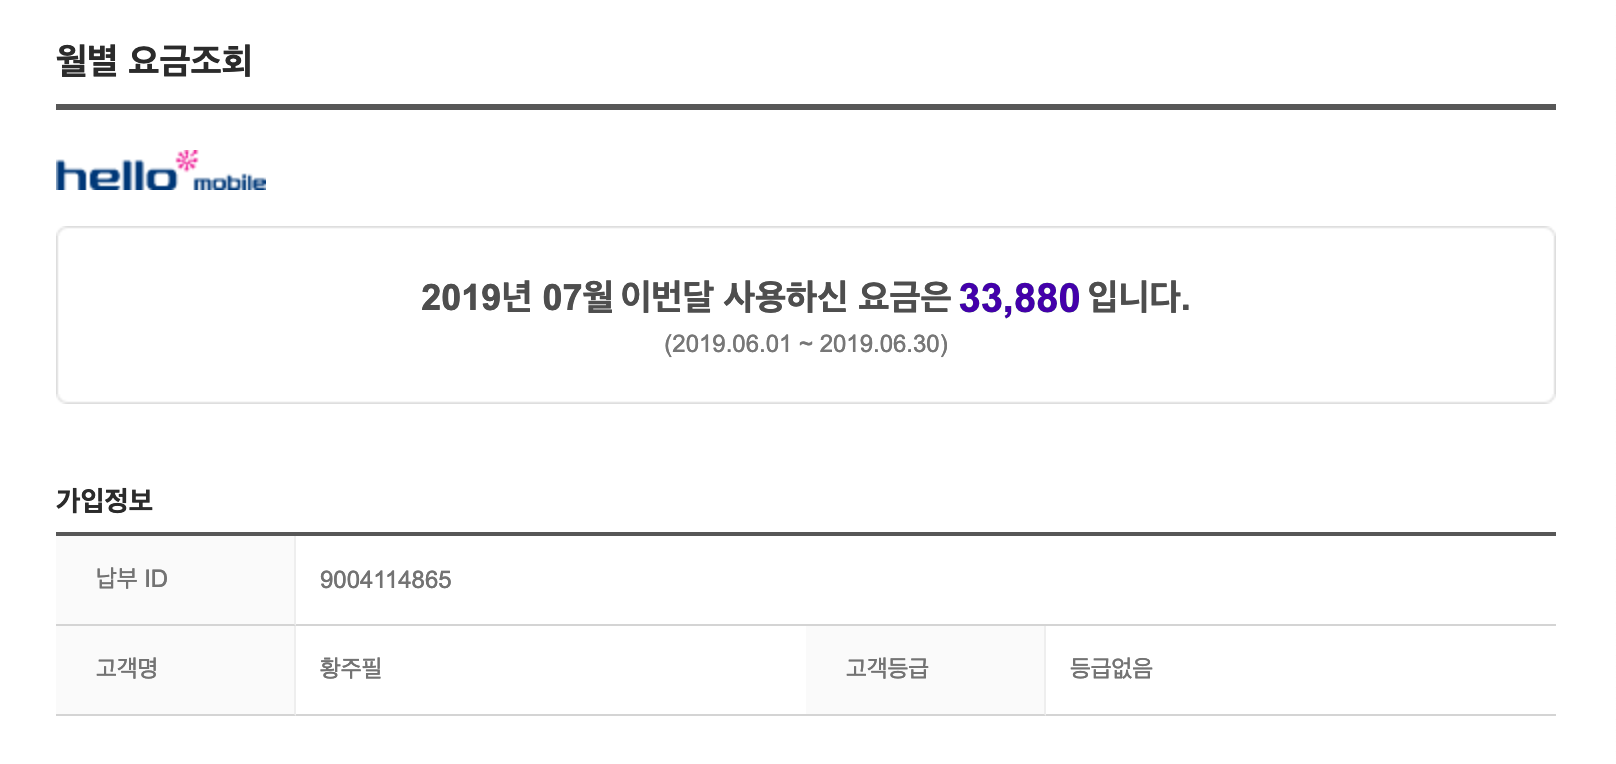 월별 요금조회
hello mobile
2019년 07월 이번달 사용하신 요금은 33,880 입니다.
(2019.06.01 ~ 2019.06.30)
가입정보
납부 ID 9004114865
고객명 황주필 고객등급 등급없음